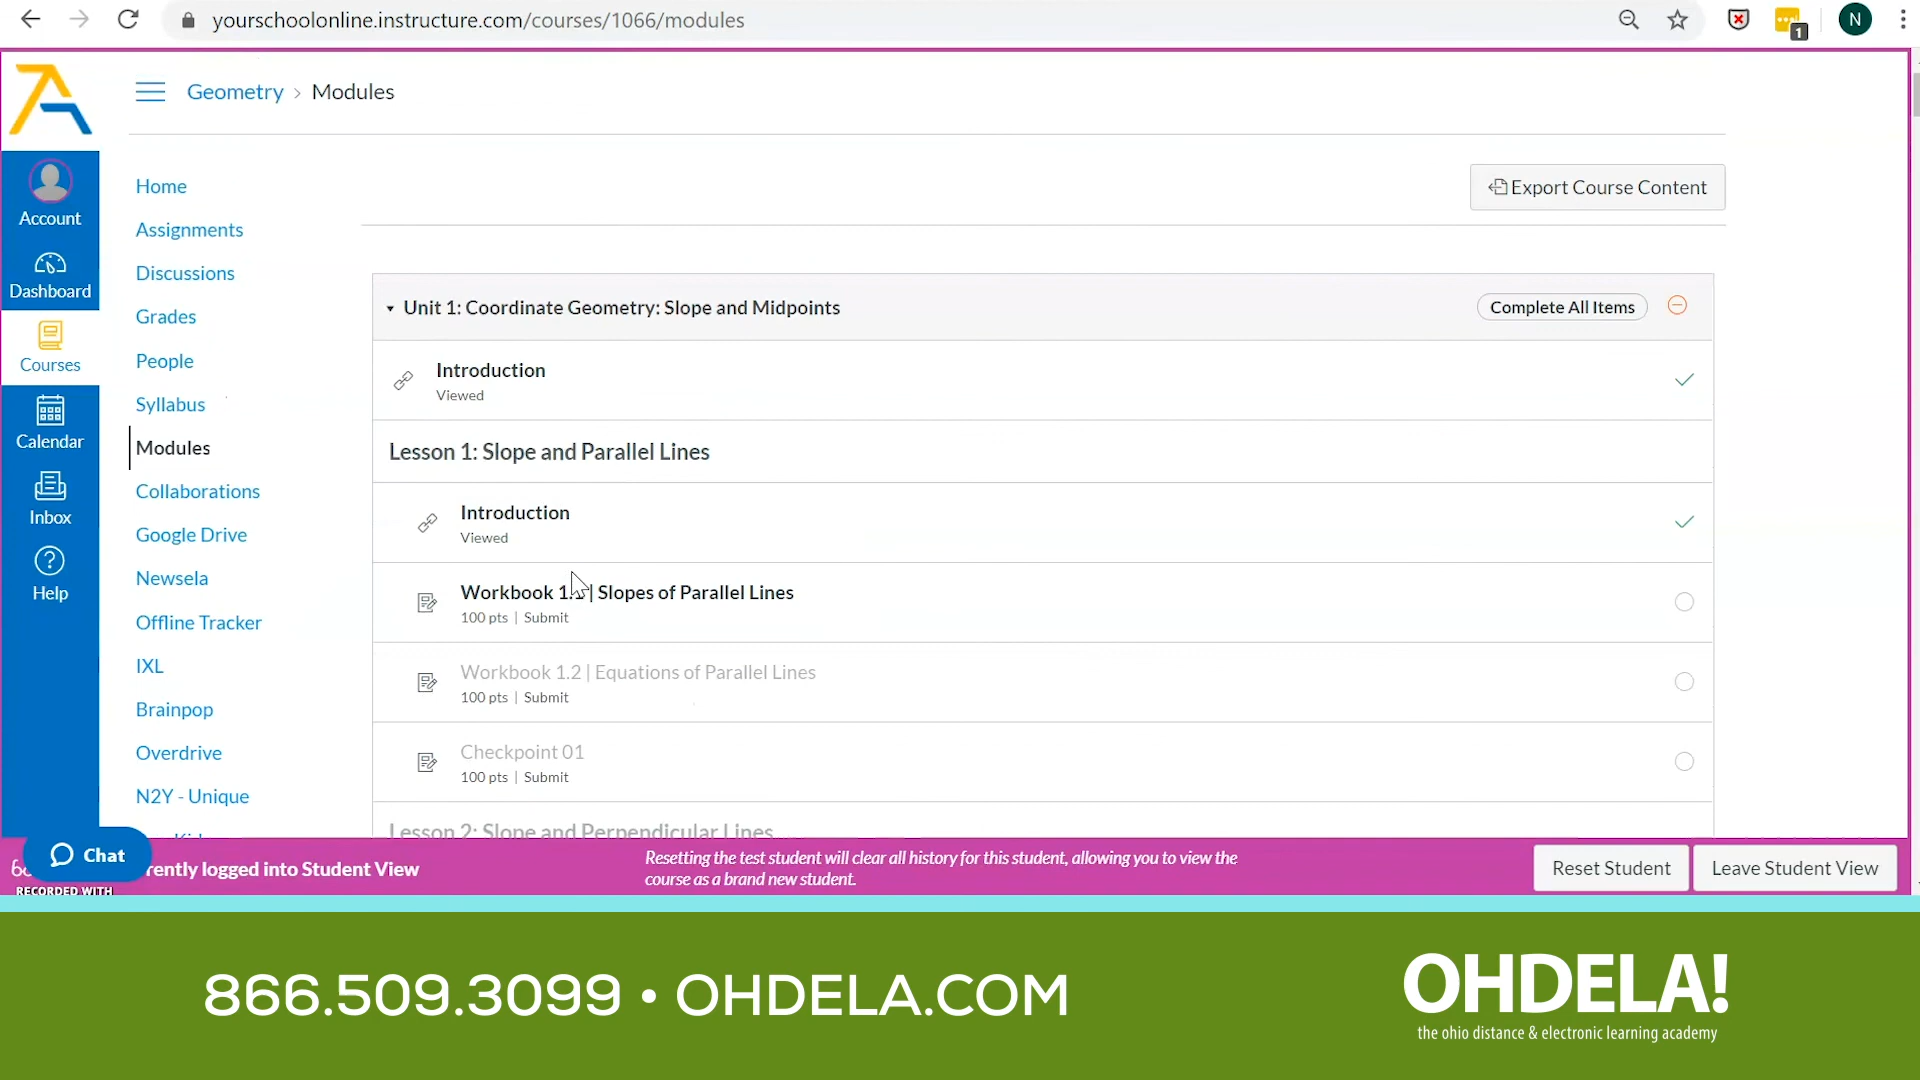 yourschoolonline.instructure.com/courses/1066/modules
1
N
Geometry › Modules
Account
Dashboard
Courses
Calendar
Inbox
Help
Home
Assignments
Discussions
Grades
People
Syllabus
Modules
Collaborations
Google Drive
Newsela
Offline Tracker
IXL
Brainpop
Overdrive
N2Y - Unique
Export Course Content
Unit 1: Coordinate Geometry: Slope and Midpoints
Complete All Items
Introduction
Viewed
Lesson 1: Slope and Parallel Lines
Introduction
Viewed
Workbook 1. | Slopes of Parallel Lines
100 pts | Submit
Workbook 1.2 | Equations of Parallel Lines
100 pts | Submit
Checkpoint 01
100 pts | Submit
Lesson 2: Slope and Perpendicular Lines
Chat
RECORDED WITH
rently logged into Student View
Resetting the test student will clear all history for this student, allowing you to view the
course as a brand new student.
Reset Student
Leave Student View
866.509.3099 • OHDELA.COM
OHDELA!
the ohio distance & electronic learning academy